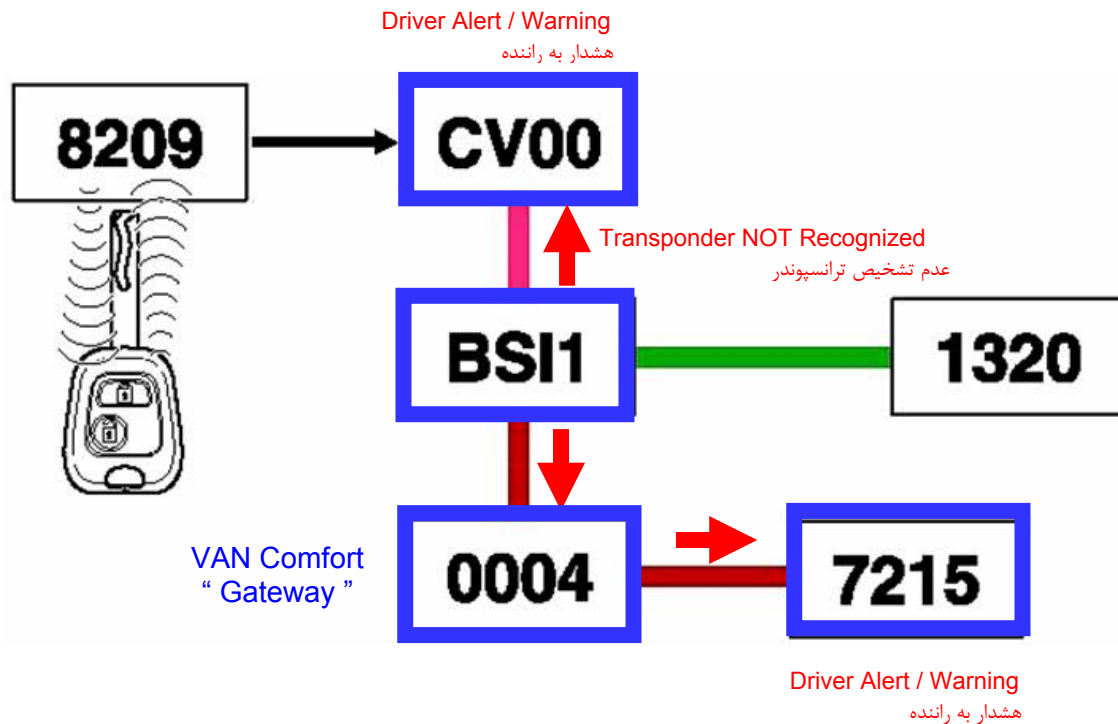 Driver Alert / Warning
هشدار به راننده
8209
CV00
Transponder NOT Recognized
عدم تشخیص ترانسپوندر
BSI1
1320
VAN Comfort
“ Gateway ”
0004
7215
Driver Alert / Warning
هشدار به راننده